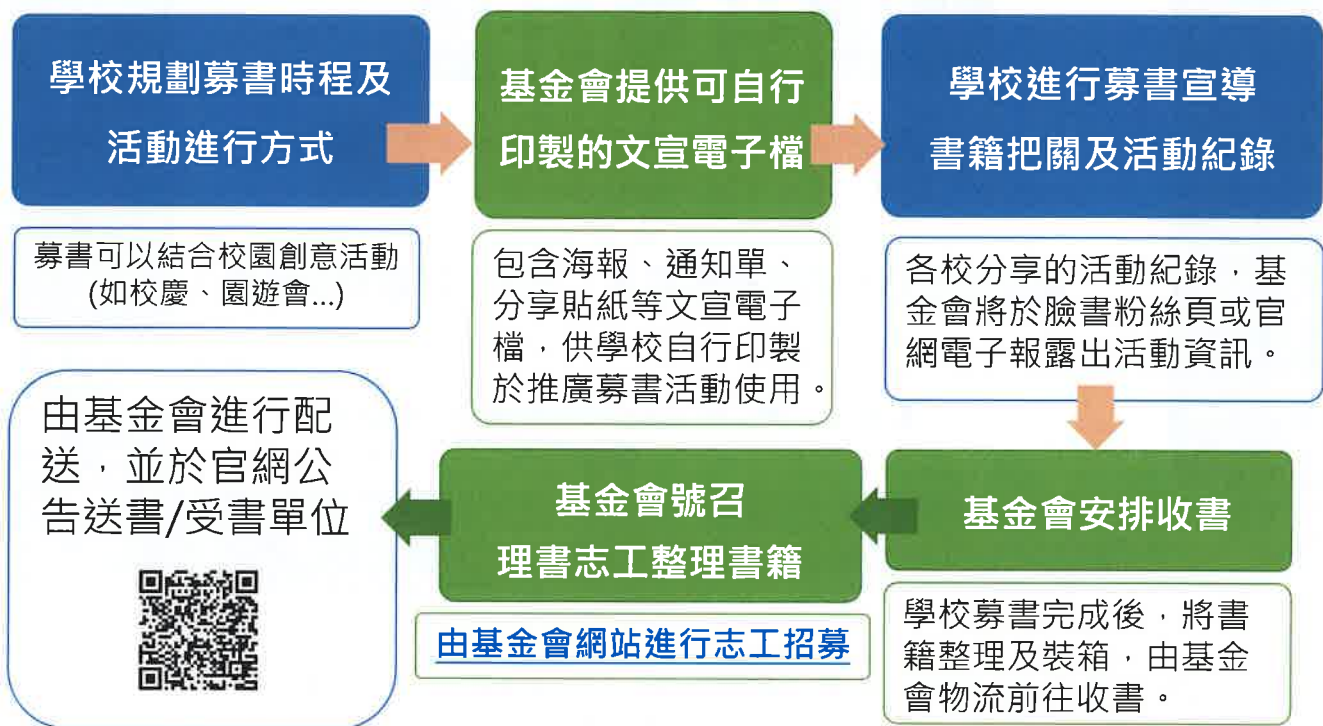 學校規劃募書時程及
活動進行方式
募書可以結合校園創意活動
(如校慶、園遊會...)
基金會提供可自行
印製的文宣電子檔
包含海報、通知單、
分享貼紙等文宣電子
檔，供學校自行印製
於推廣募書活動使用。
學校進行募書宣導
書籍把關及活動紀錄
各校分享的活動紀錄，基
金會將於臉書粉絲頁或官
網電子報露出活動資訊。
基金會安排收書
學校募書完成後，將書
籍整理及裝箱，由基金
會物流前往收書。
基金會號召
理書志工整理書籍
由基金會網站進行志工招募
由基金會進行配
送，並於官網公
告送書/受書單位